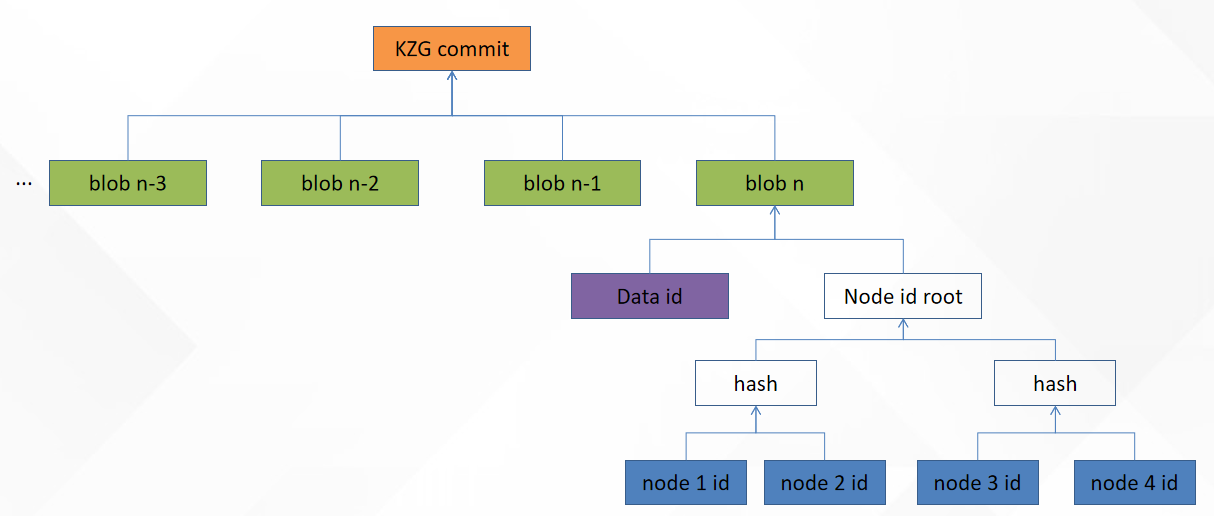 KZG commit
...
blob n-3
blob n-2
blob n-1
blob n
Data id
Node id root
hash
hash
node 1 id
node 2 id
node 3 id
node 4 id